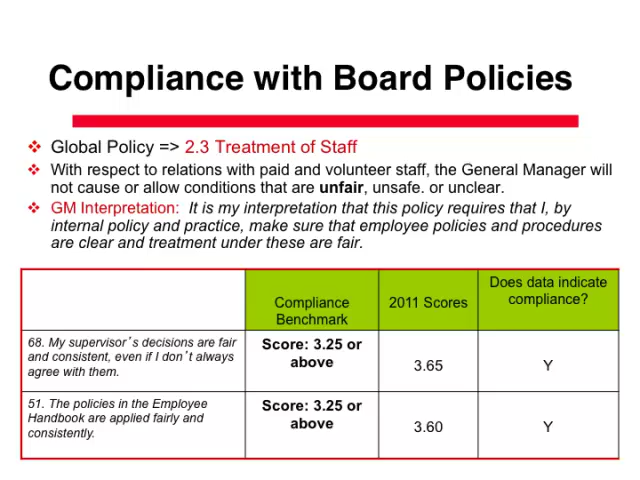 Compliance with Board Policies
❖ Global Policy => 2.3 Treatment of Staff
❖ With respect to relations with paid and volunteer staff, the General Manager will
not cause or allow conditions that are unfair, unsafe. or unclear.
❖ GM Interpretation: It is my interpretation that this policy requires that I, by
internal policy and practice, make sure that employee policies and procedures
are clear and treatment under these are fair.
Compliance
Benchmark
2011 Scores
Does data indicate
compliance?
68. My supervisor´s decisions are fair
and consistent, even if I don´t always
agree with them.
Score: 3.25 or
above
3.65
Y
51. The policies in the Employee
Handbook are applied fairly and
consistently.
Score: 3.25 or
above
3.60
Y